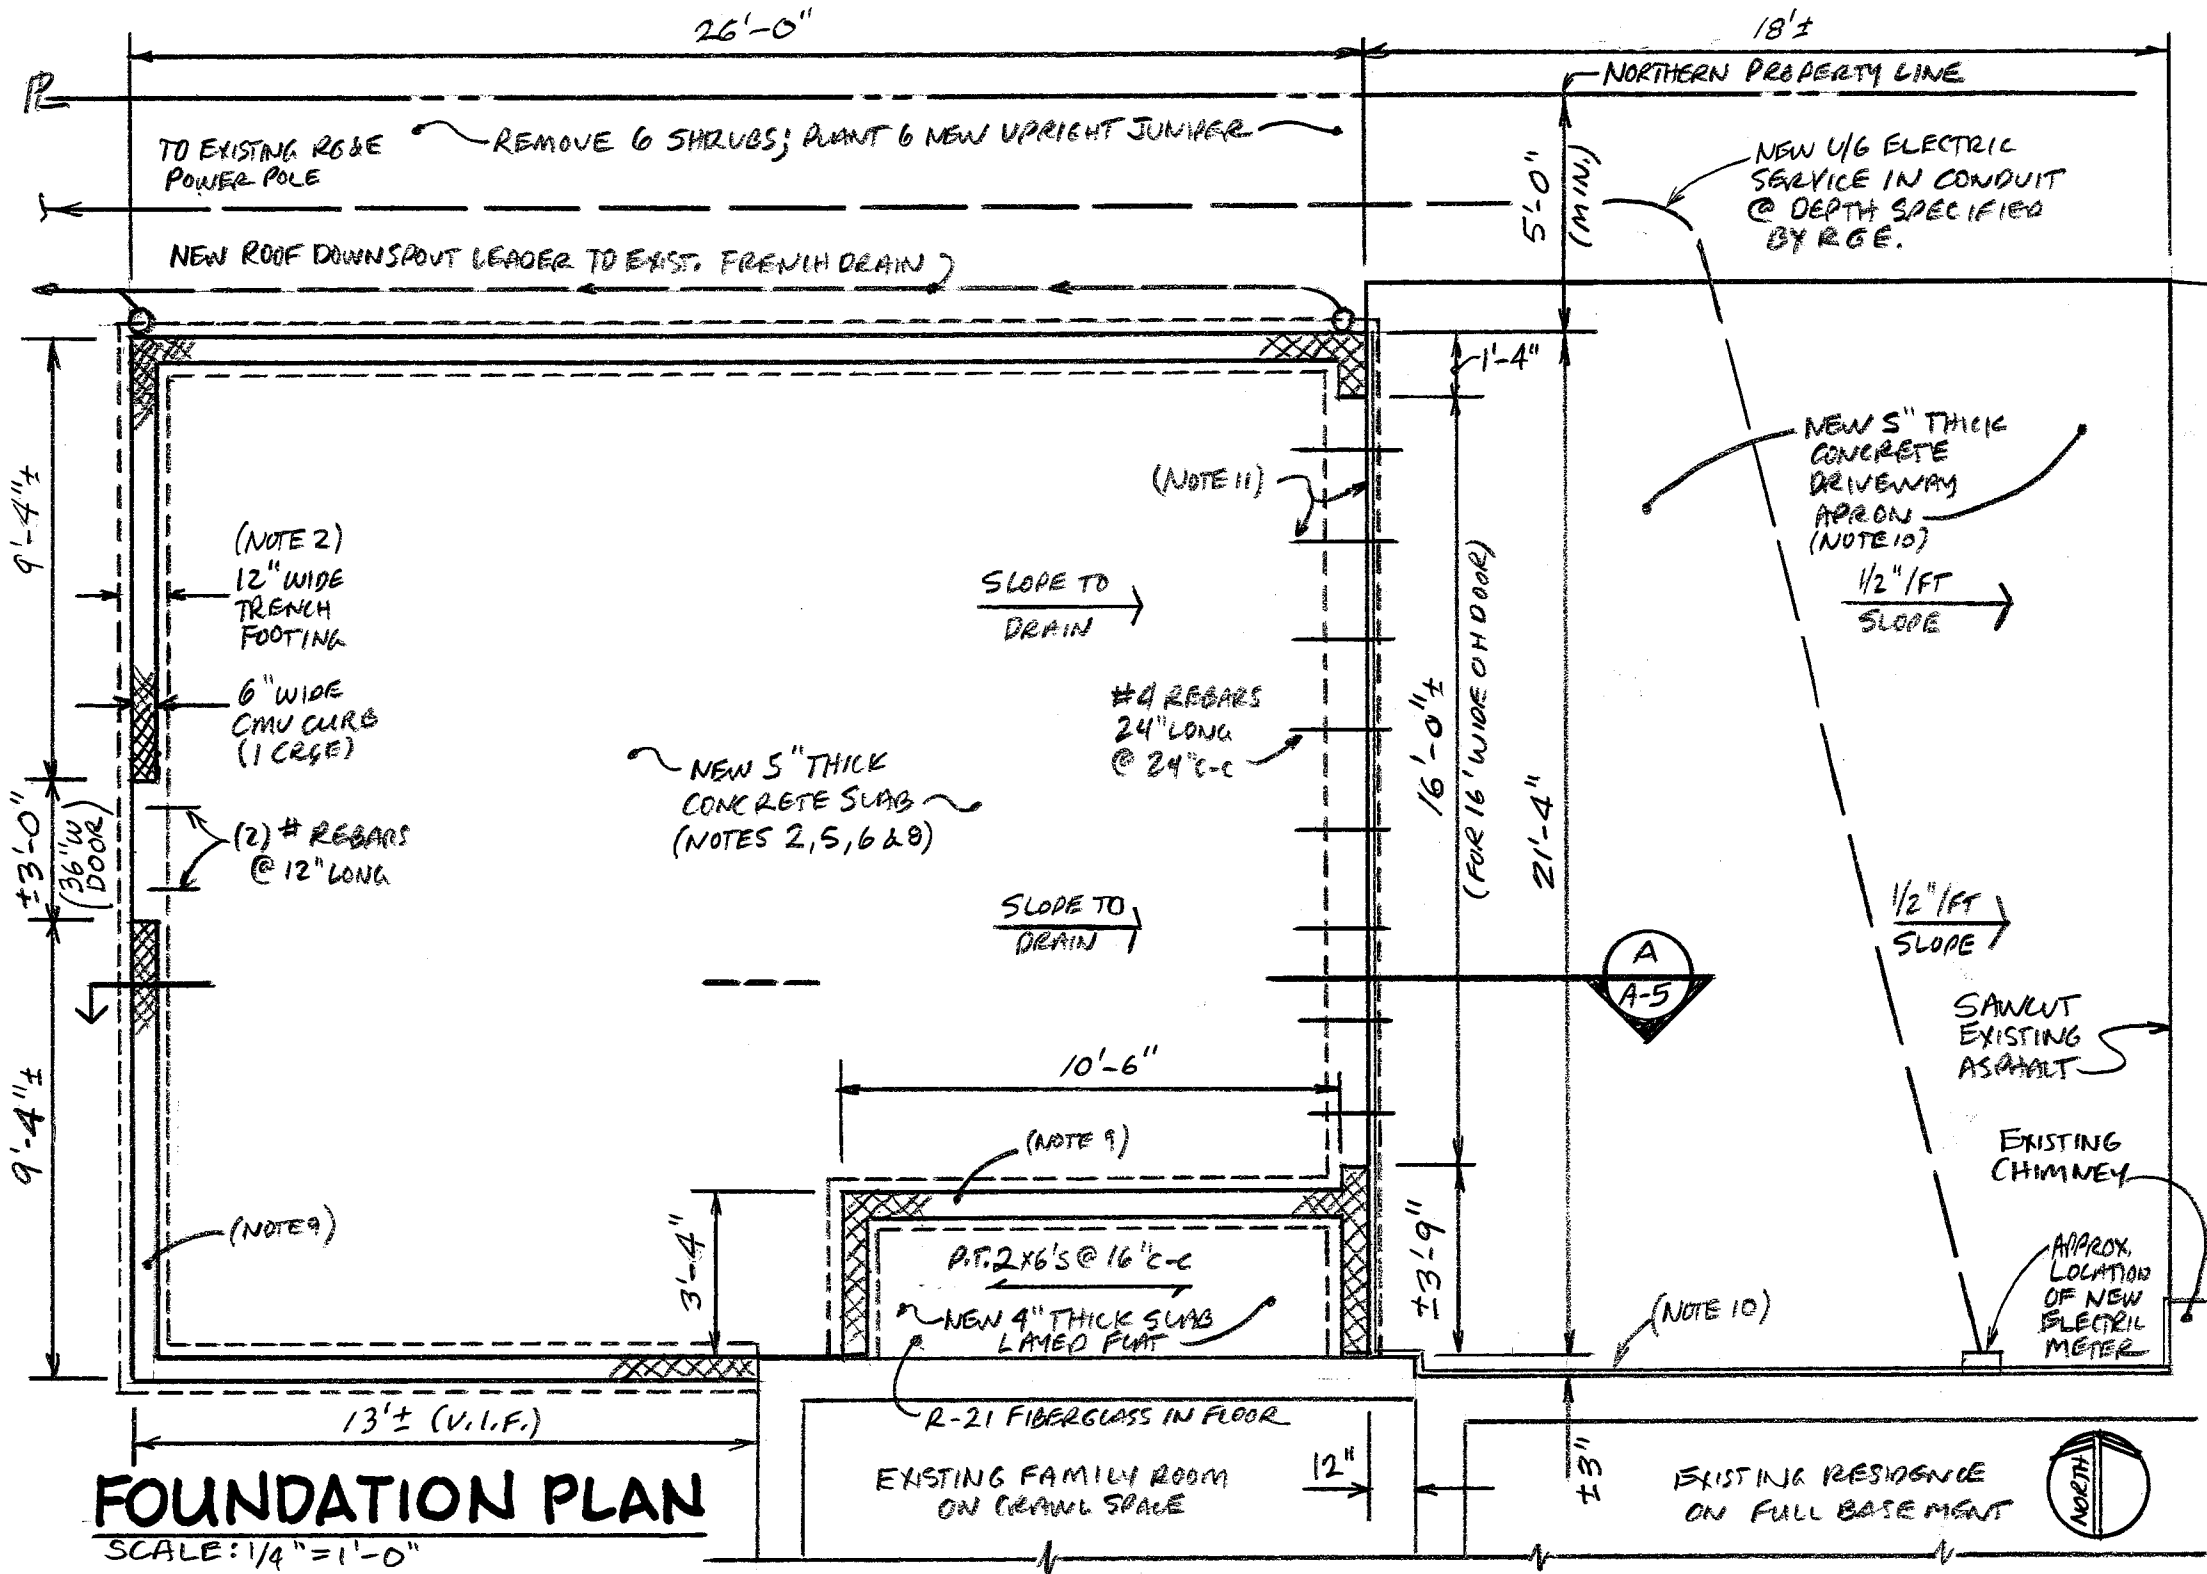 26'-0"
18'±
PL
NORTHERN PROPERTY LINE
REMOVE 6 SHRUBS; PLANT 6 NEW UPRIGHT JUNIPER
TO EXISTING RG&E
POWER POLE
5'-0"
(MIN.)
NEW U/G ELECTRIC
SERVICE IN CONDUIT
@ DEPTH SPECIFIED
BY RGE.
NEW ROOF DOWNSPOUT LEADER TO EXIST. FRENCH DRAIN
1'-4"
9'-4"±
(NOTE 2)
12" WIDE
TRENCH
FOOTING
6" WIDE
CMU CURB
(1 CRSE)
(NOTE 11)
SLOPE TO
DRAIN
NEW 5" THICK
CONCRETE
DRIVEWAY
APRON
(NOTE 10)
1/2"/FT
SLOPE
#4 REBARS
24" LONG
@ 24" C-C
16'-0"±
(FOR 16' WIDE OH DOOR)
21'-4"
NEW 5" THICK
CONCRETE SLAB
(NOTES 2, 5, 6 & 8)
±3'-0"
(36"W
DOOR)
(2) # REBARS
@ 12" LONG
SLOPE TO
DRAIN
1/2"/FT
SLOPE
A
A-5
SAWCUT
EXISTING
ASPHALT
9'-4"±
10'-6"
(NOTE 9)
EXISTING
CHIMNEY
(NOTE 9)
3'-4"
P.T. 2X6'S @ 16" C-C
NEW 4" THICK SLAB
LAYED FLAT
±3'-9"
(NOTE 10)
APPROX.
LOCATION
OF NEW
ELECTRIC
METER
13'± (V.I.F.)
R-21 FIBERGLASS IN FLOOR
EXISTING FAMILY ROOM
ON CRAWL SPACE
12"
±3"
EXISTING RESIDENCE
ON FULL BASEMENT
NORTH
FOUNDATION PLAN
SCALE: 1/4" = 1'-0"